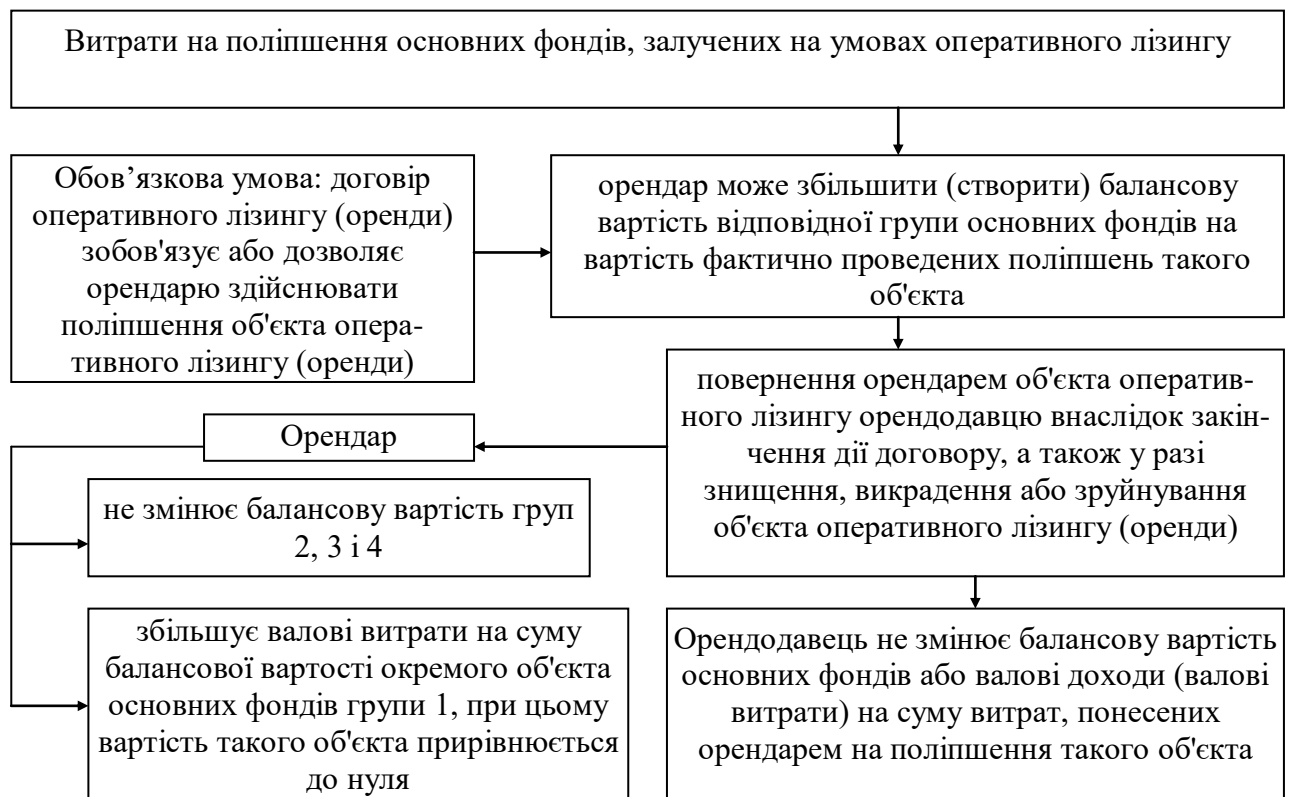 Витрати на поліпшення основних фондів, залучених на умовах оперативного лізингу
Обов’язкова умова: договір
оперативного лізингу (оренди)
зобов'язує або дозволяє
орендарю здійснювати
поліпшення об'єкта опера-
тивного лізингу (оренди)
орендар може збільшити (створити) балансову
вартість відповідної групи основних фондів на
вартість фактично проведених поліпшень такого
об'єкта
повернення орендарем об'єкта оператив-
ного лізингу орендодавцю внаслідок закін-
чення дії договору, а також у разі
знищення, викрадення або зруйнування
об'єкта оперативного лізингу (оренди)
Орендар
не змінює балансову вартість груп
2, 3 і 4
збільшує валові витрати на суму
балансової вартості окремого об'єкта
основних фондів групи 1, при цьому
вартість такого об'єкта прирівнюється
до нуля
Орендодавець не змінює балансову вартість
основних фондів або валові доходи (валові
витрати) на суму витрат, понесених
орендарем на поліпшення такого об'єкта